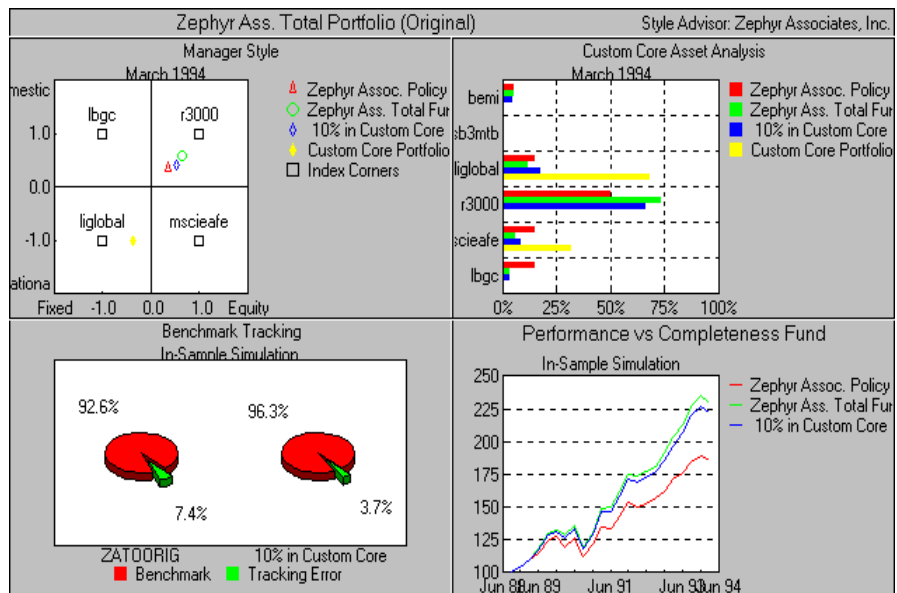 Zephyr Ass. Total Portfolio (Original)
Style Advisor: Zephyr Associates, Inc.
Manager Style
March 1994
mestic
lbgc
r3000
1.0
0.0
liglobal
mscieafe
-1.0
ationa
Fixed -1.0 0.0 1.0 Equity
Zephyr Assoc. Policy
Zephyr Ass. Total Fur
10% in Custom Core
Custom Core Portfolio
Index Corners
Custom Core Asset Analysis
March 1994
bemi
sb3mtb
liglobal
r3000
scieafe
lbgc
0% 25% 50% 75% 100%
Zephyr Assoc. Policy
Zephyr Ass. Total Fur
10% in Custom Core
Custom Core Portfolio
Benchmark Tracking
In-Sample Simulation
92.6%
96.3%
7.4%
3.7%
ZATOORIG
10% in Custom Core
Benchmark
Tracking Error
Performance vs Completeness Fund
In-Sample Simulation
250
225
200
175
150
125
100
Jun 89
Jun 91
Jun 94
Zephyr Assoc. Policy
Zephyr Ass. Total Fur
10% in Custom Core